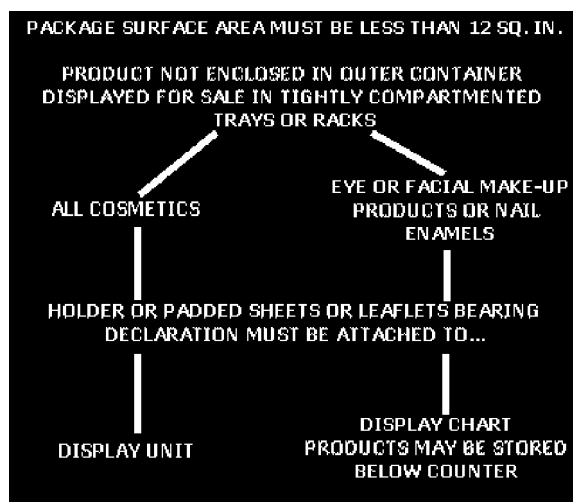 PACKAGE SURFACE AREA MUST BE LESS THAN 12 SQ. IN.
PRODUCT NOT ENCLOSED IN OUTER CONTAINER
DISPLAYED FOR SALE IN TIGHTLY COMPARTMENTED
TRAYS OR RACKS
ALL COSMETICS
EYE OR FACIAL MAKE-UP
PRODUCTS OR NAIL
ENAMELS
HOLDER OR PADDED SHEETS OR LEAFLETS BEARING
DECLARATION MUST BE ATTACHED TO...
DISPLAY UNIT
DISPLAY CHART
PRODUCTS MAY BE STORED
BELOW COUNTER